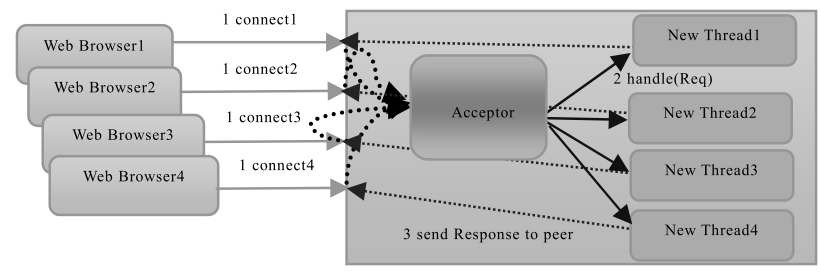 Web Browser1
Web Browser2
Web Browser3
Web Browser4
1 connect1
1 connect2
1 connect3
1 connect4
Acceptor
New Thread1
2 handle(Req)
New Thread2
New Thread3
New Thread4
3 send Response to peer